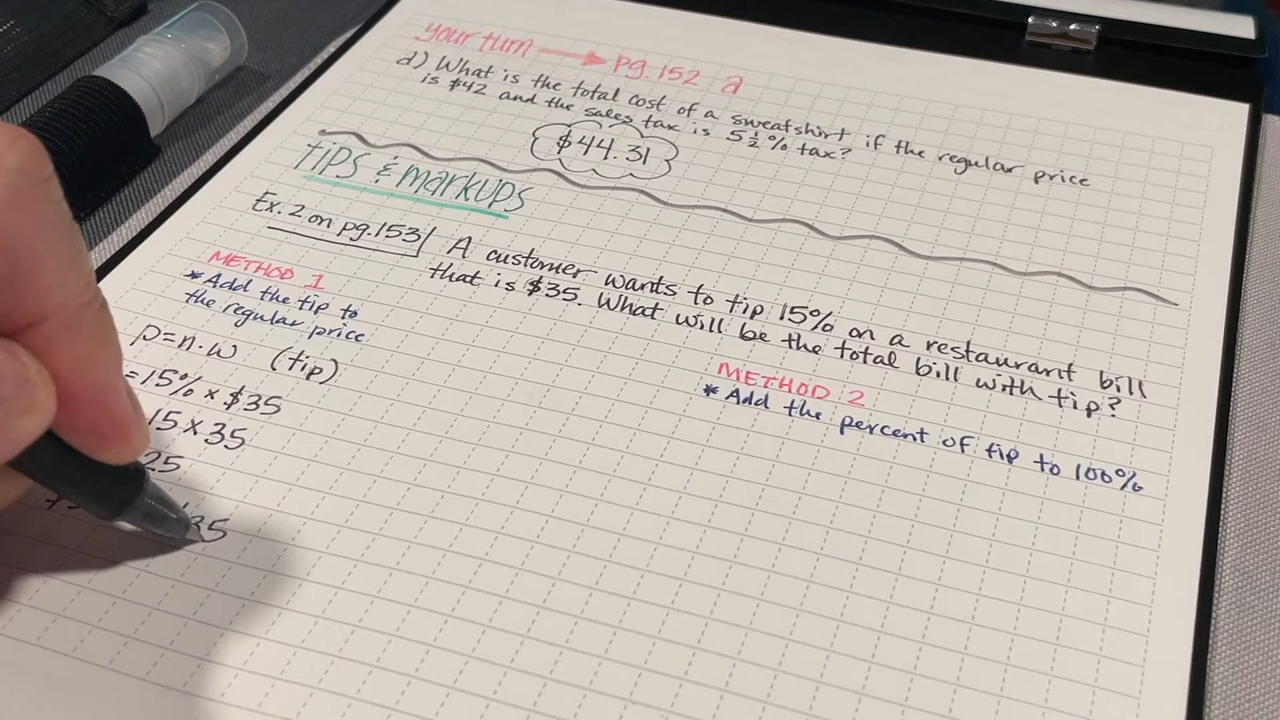 your turn → pg. 152 a
a) What is the total cost of a sweatshirt if the regular price
is $42 and the sales tax is 5 1/2 % tax?
$44.31
TIPS & markups
Ex. 2 on pg. 153
A customer wants to tip 15% on a restaurant bill
that is $35. What will be the total bill with tip?
METHOD 1
* Add the tip to
the regular price
p=n.w (tip)
=15% × $35
15 × 35
25
35
METHOD 2
* Add the percent of tip to 100%